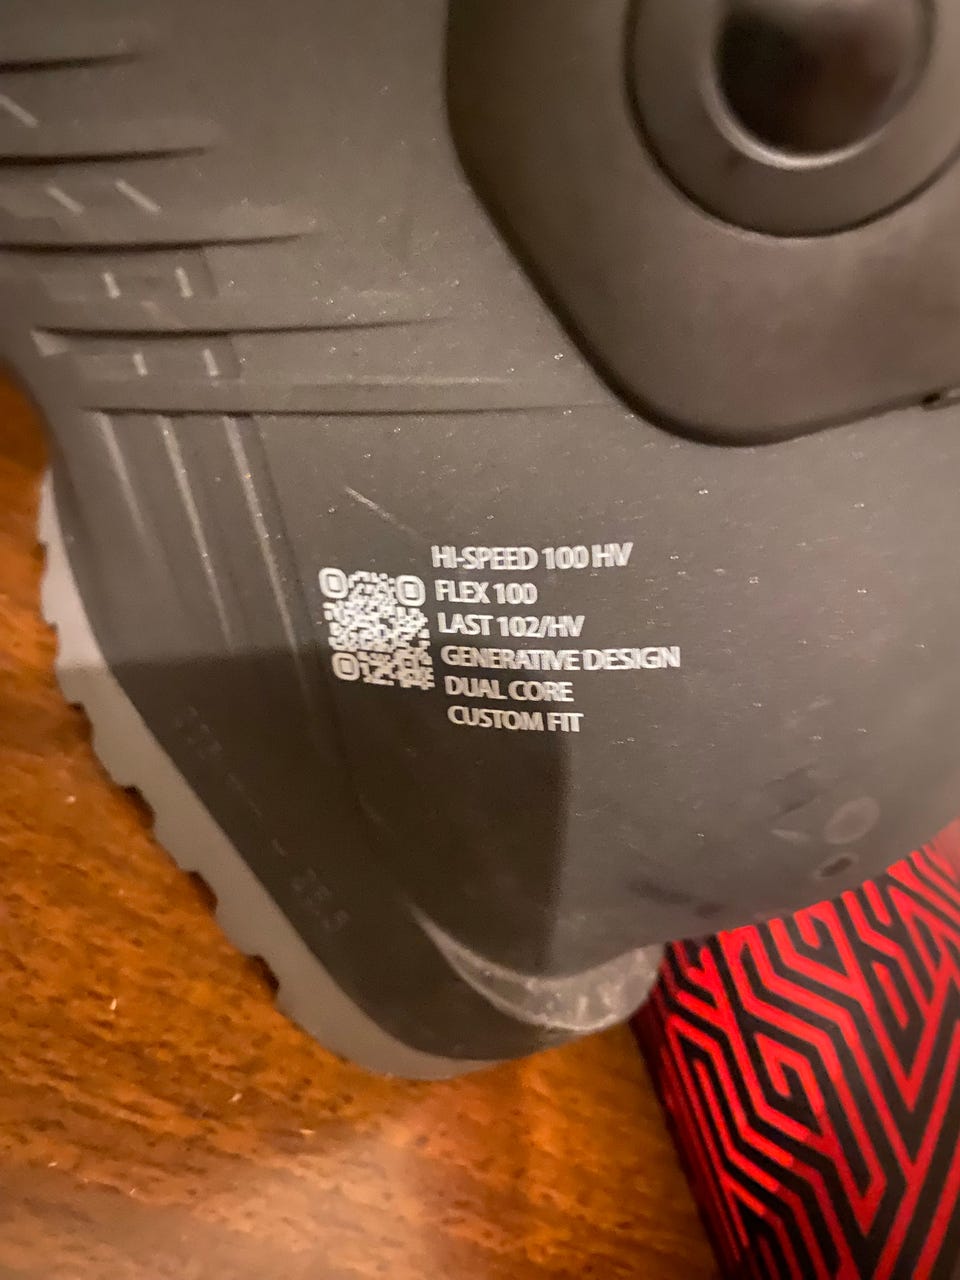 HI-SPEED 100 HV
FLEX 100
LAST 102/HV
GENERATIVE DESIGN
DUAL CORE
CUSTOM FIT